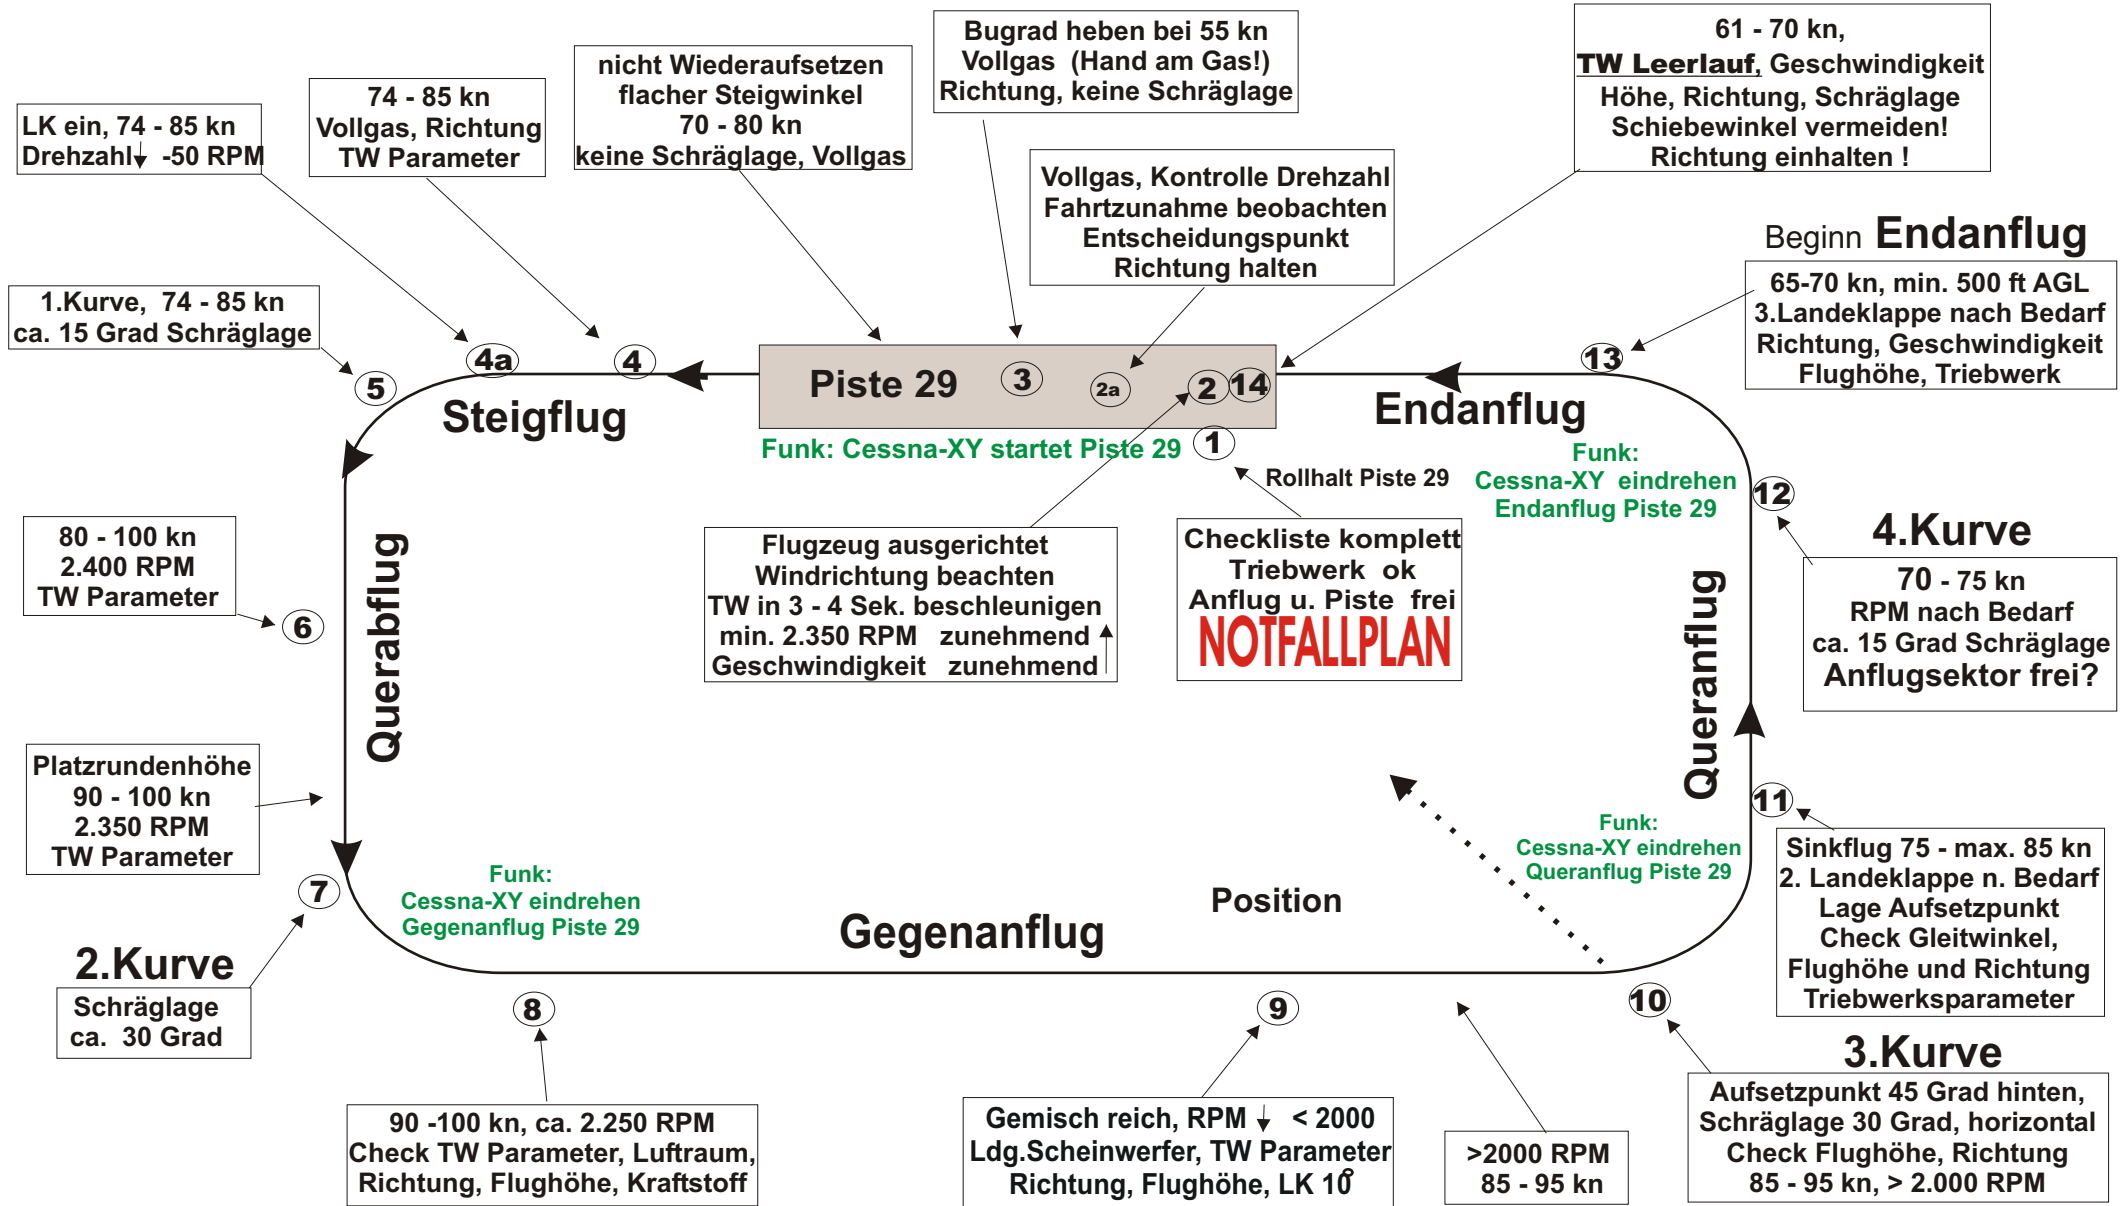 Bugrad heben bei 55 kn
Vollgas (Hand am Gas!)
Richtung, keine Schräglage
61 - 70 kn,
TW Leerlauf, Geschwindigkeit
Höhe, Richtung, Schräglage
Schiebewinkel vermeiden!
Richtung einhalten !
nicht Wiederaufsetzen
flacher Steigwinkel
70 - 80 kn
keine Schräglage, Vollgas
74 - 85 kn
Vollgas, Richtung
TW Parameter
LK ein, 74 - 85 kn
Drehzahl↓ -50 RPM
Vollgas, Kontrolle Drehzahl
Fahrtzunahme beobachten
Entscheidungspunkt
Richtung halten
Beginn Endanflug
65-70 kn, min. 500 ft AGL
3.Landeklappe nach Bedarf
Richtung, Geschwindigkeit
Flughöhe, Triebwerk
1.Kurve, 74 - 85 kn
ca. 15 Grad Schräglage
5
4a
4
Piste 29
3
2a
2
14
13
Steigflug
Endanflug
Funk: Cessna-XY startet Piste 29
1
Rollhalt Piste 29
Funk:
Cessna-XY eindrehen
Endanflug Piste 29
12
4.Kurve
70 - 75 kn
RPM nach Bedarf
ca. 15 Grad Schräglage
Anflugsektor frei?
80 - 100 kn
2.400 RPM
TW Parameter
6
Querabflug
Flugzeug ausgerichtet
Windrichtung beachten
TW in 3 - 4 Sek. beschleunigen
min. 2.350 RPM zunehmend ↑
Geschwindigkeit zunehmend
Checkliste komplett
Triebwerk ok
Anflug u. Piste frei
NOTFALLPLAN
Queranflug
Platzrundenhöhe
90 - 100 kn
2.350 RPM
TW Parameter
7
2.Kurve
Schräglage
ca. 30 Grad
Funk:
Cessna-XY eindrehen
Gegenanflug Piste 29
Gegenanflug
Position
Funk:
Cessna-XY eindrehen
Queranflug Piste 29
11
Sinkflug 75 - max. 85 kn
2. Landeklappe n. Bedarf
Lage Aufsetzpunkt
Check Gleitwinkel,
Flughöhe und Richtung
Triebwerksparameter
8
9
10
3.Kurve
90 -100 kn, ca. 2.250 RPM
Check TW Parameter, Luftraum,
Richtung, Flughöhe, Kraftstoff
Gemisch reich, RPM ↓ < 2000
Ldg.Scheinwerfer, TW Parameter
Richtung, Flughöhe, LK 10°
>2000 RPM
85 - 95 kn
Aufsetzpunkt 45 Grad hinten,
Schräglage 30 Grad, horizontal
Check Flughöhe, Richtung
85 - 95 kn, > 2.000 RPM